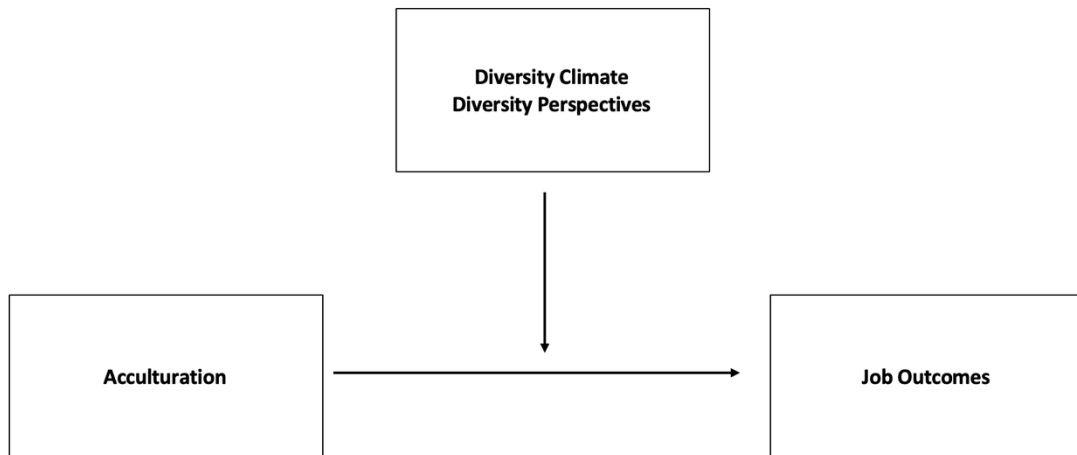 Diversity Climate
Diversity Perspectives
Acculturation
Job Outcomes